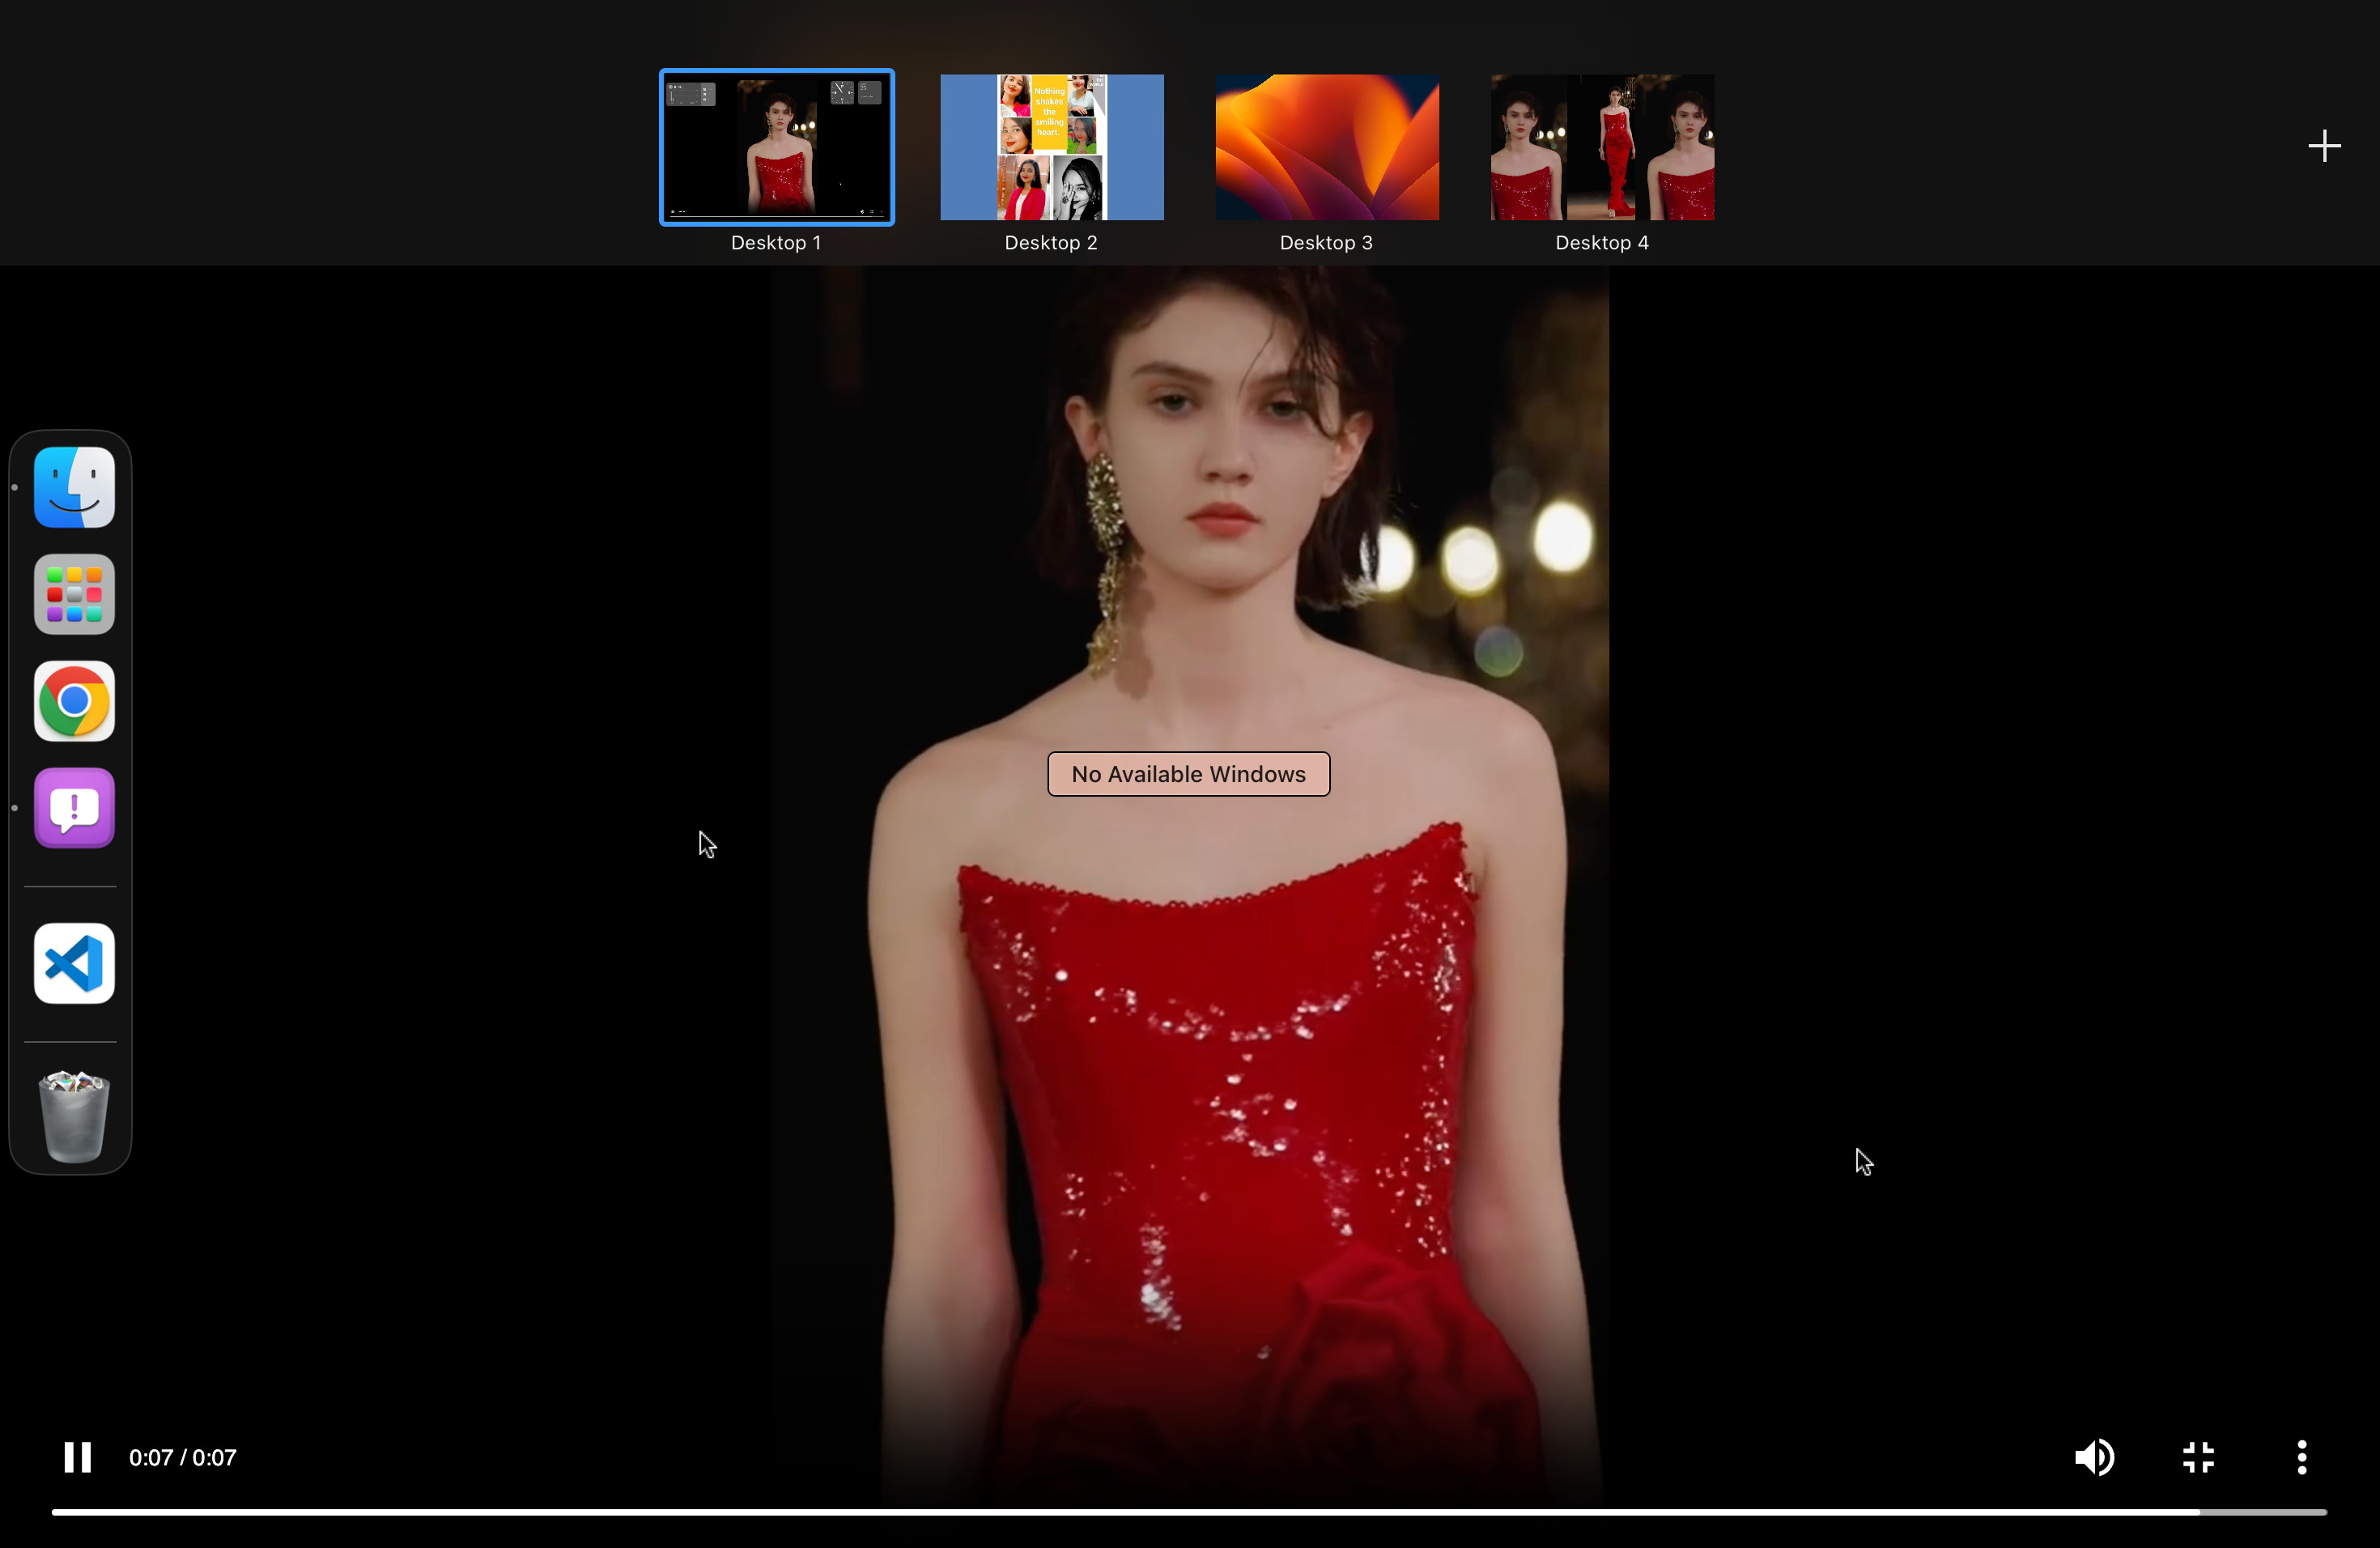 Nothing
shakes
the
smiling
heart.
Desktop 1
Desktop 2
Desktop 3
Desktop 4
No Available Windows
0:07 / 0:07